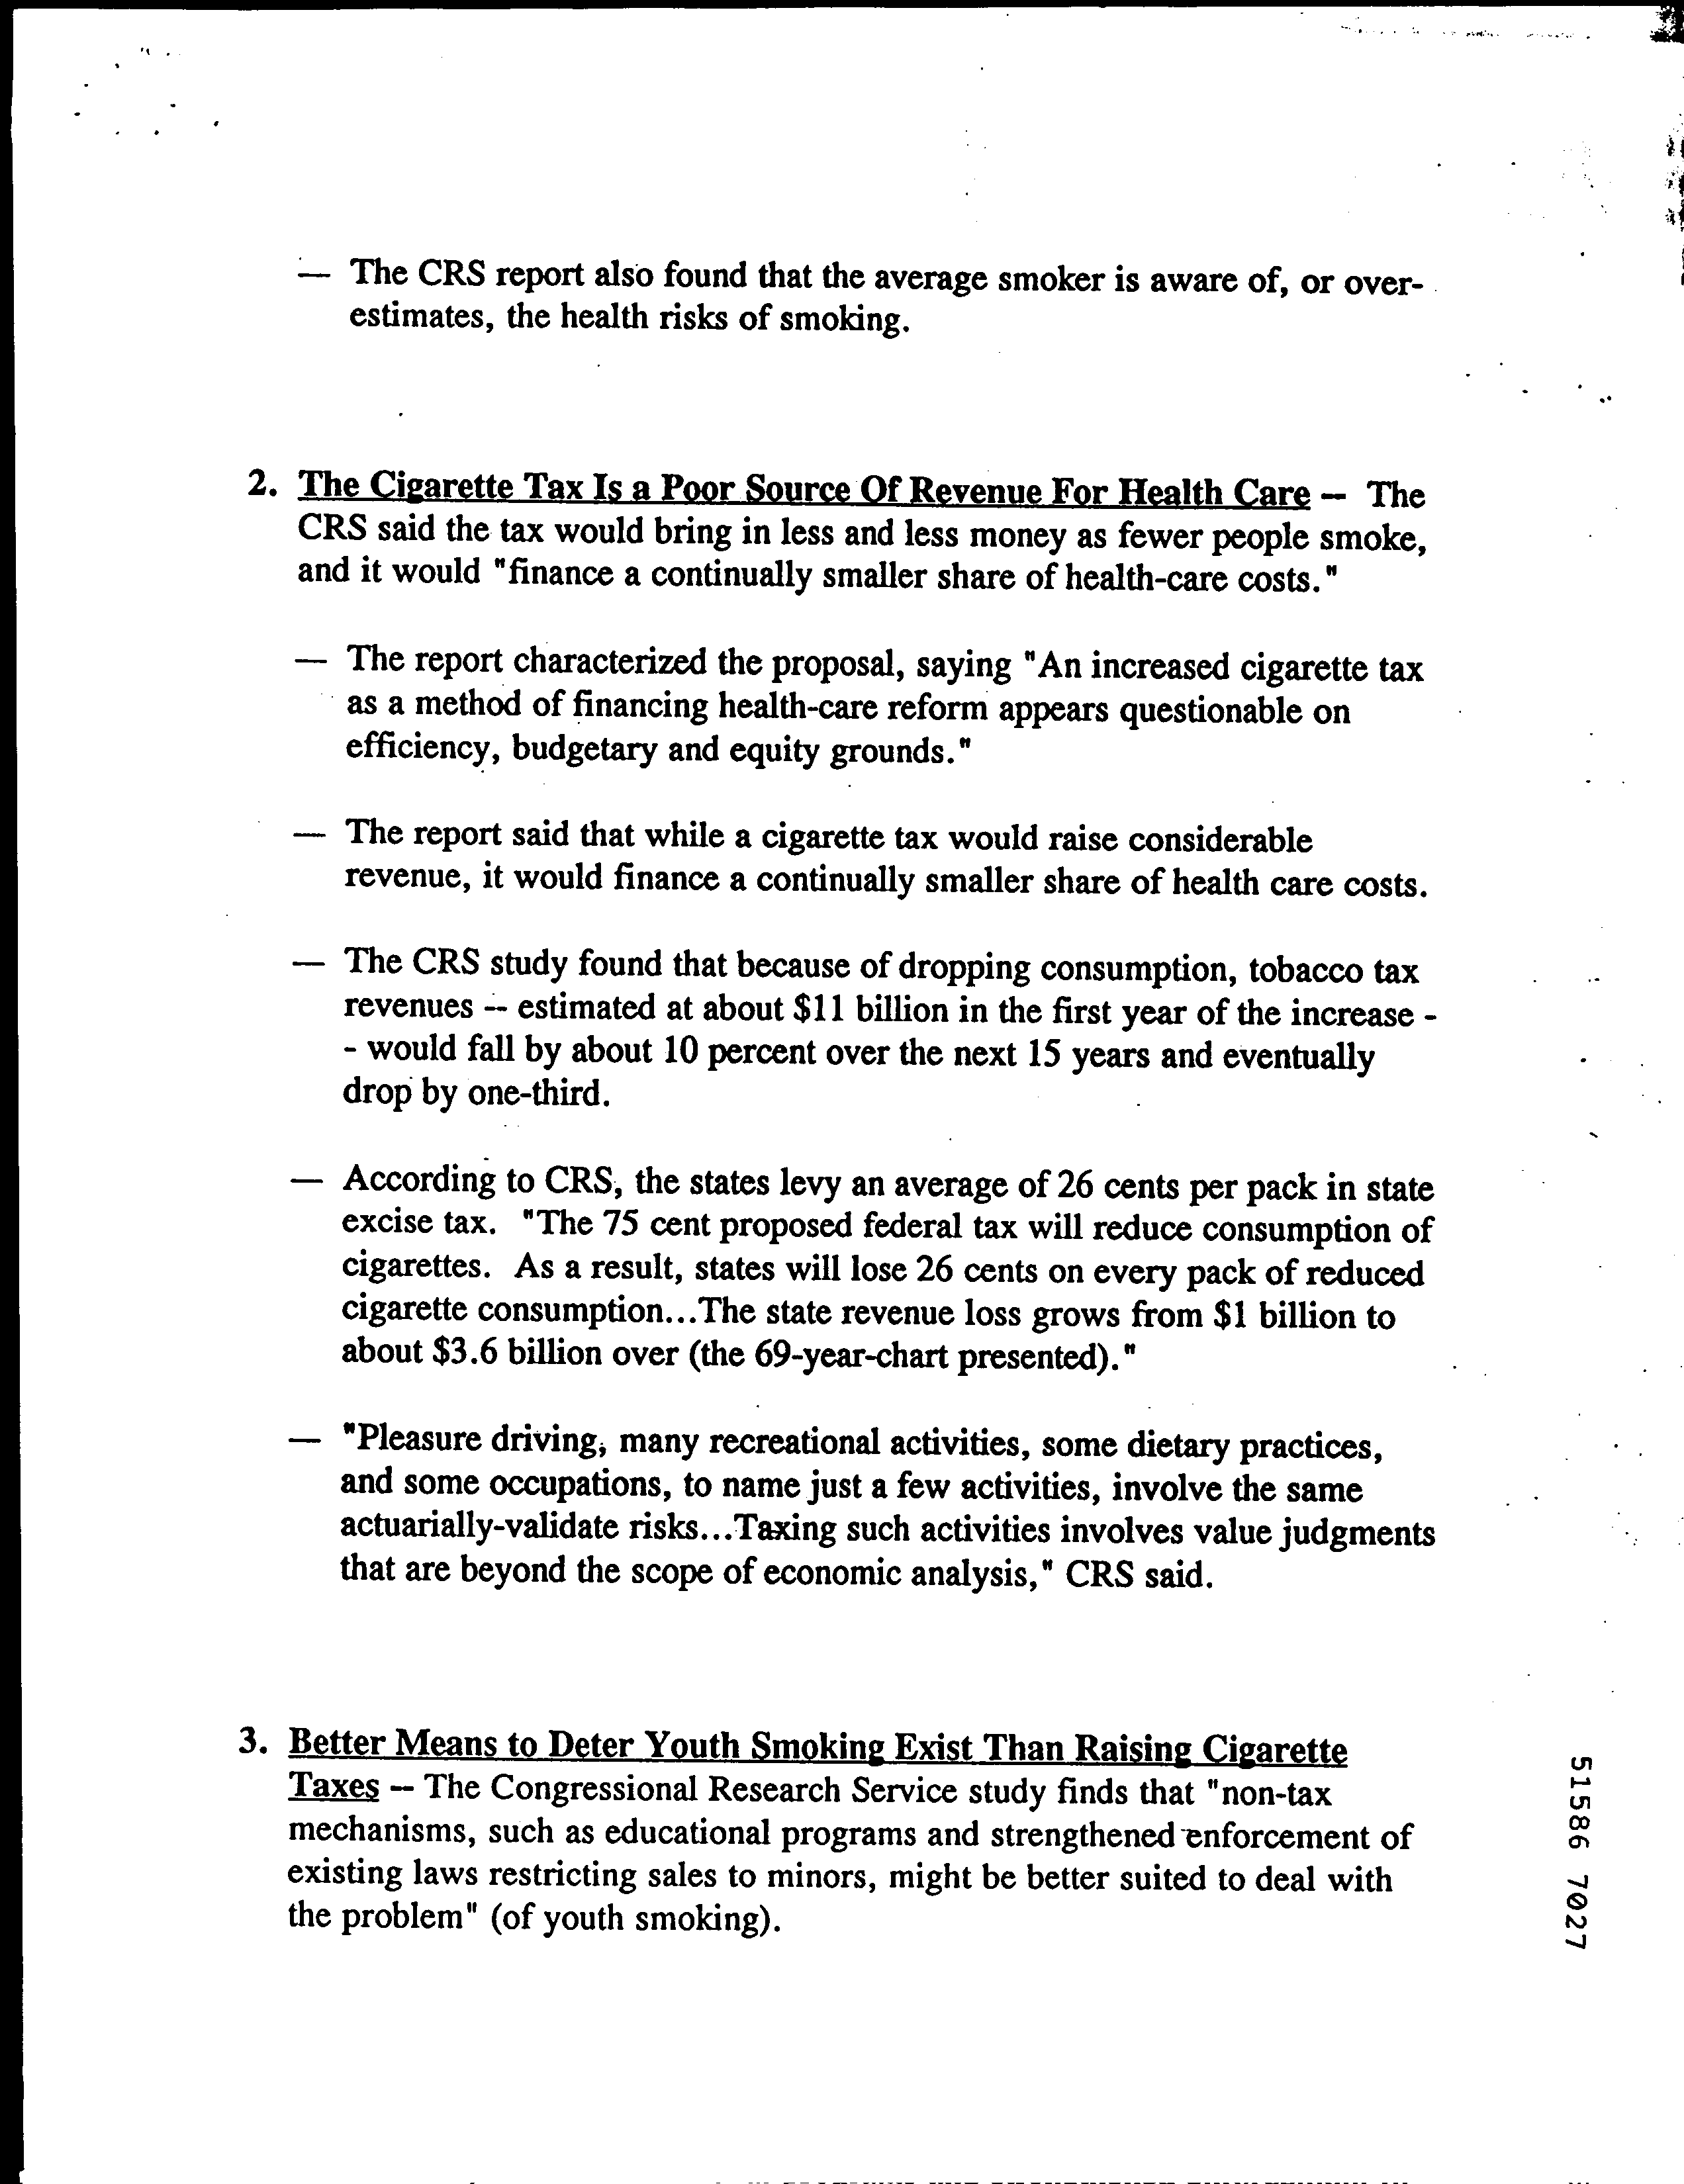 — The CRS report also found that the average smoker is aware of, or over-
estimates, the health risks of smoking.
2. The Cigarette Tax Is a Poor Source Of Revenue For Health Care -- The
CRS said the tax would bring in less and less money as fewer people smoke,
and it would "finance a continually smaller share of health-care costs."
— The report characterized the proposal, saying "An increased cigarette tax
as a method of financing health-care reform appears questionable on
efficiency, budgetary and equity grounds."
— The report said that while a cigarette tax would raise considerable
revenue, it would finance a continually smaller share of health care costs.
— The CRS study found that because of dropping consumption, tobacco tax
revenues -- estimated at about $11 billion in the first year of the increase -
- would fall by about 10 percent over the next 15 years and eventually
drop by one-third.
— According to CRS, the states levy an average of 26 cents per pack in state
excise tax. "The 75 cent proposed federal tax will reduce consumption of
cigarettes. As a result, states will lose 26 cents on every pack of reduced
cigarette consumption...The state revenue loss grows from $1 billion to
about $3.6 billion over (the 69-year-chart presented)."
— "Pleasure driving, many recreational activities, some dietary practices,
and some occupations, to name just a few activities, involve the same
actuarially-validate risks...Taxing such activities involves value judgments
that are beyond the scope of economic analysis," CRS said.
3. Better Means to Deter Youth Smoking Exist Than Raising Cigarette
Taxes -- The Congressional Research Service study finds that "non-tax
mechanisms, such as educational programs and strengthened enforcement of
existing laws restricting sales to minors, might be better suited to deal with
the problem" (of youth smoking).
51586 7027